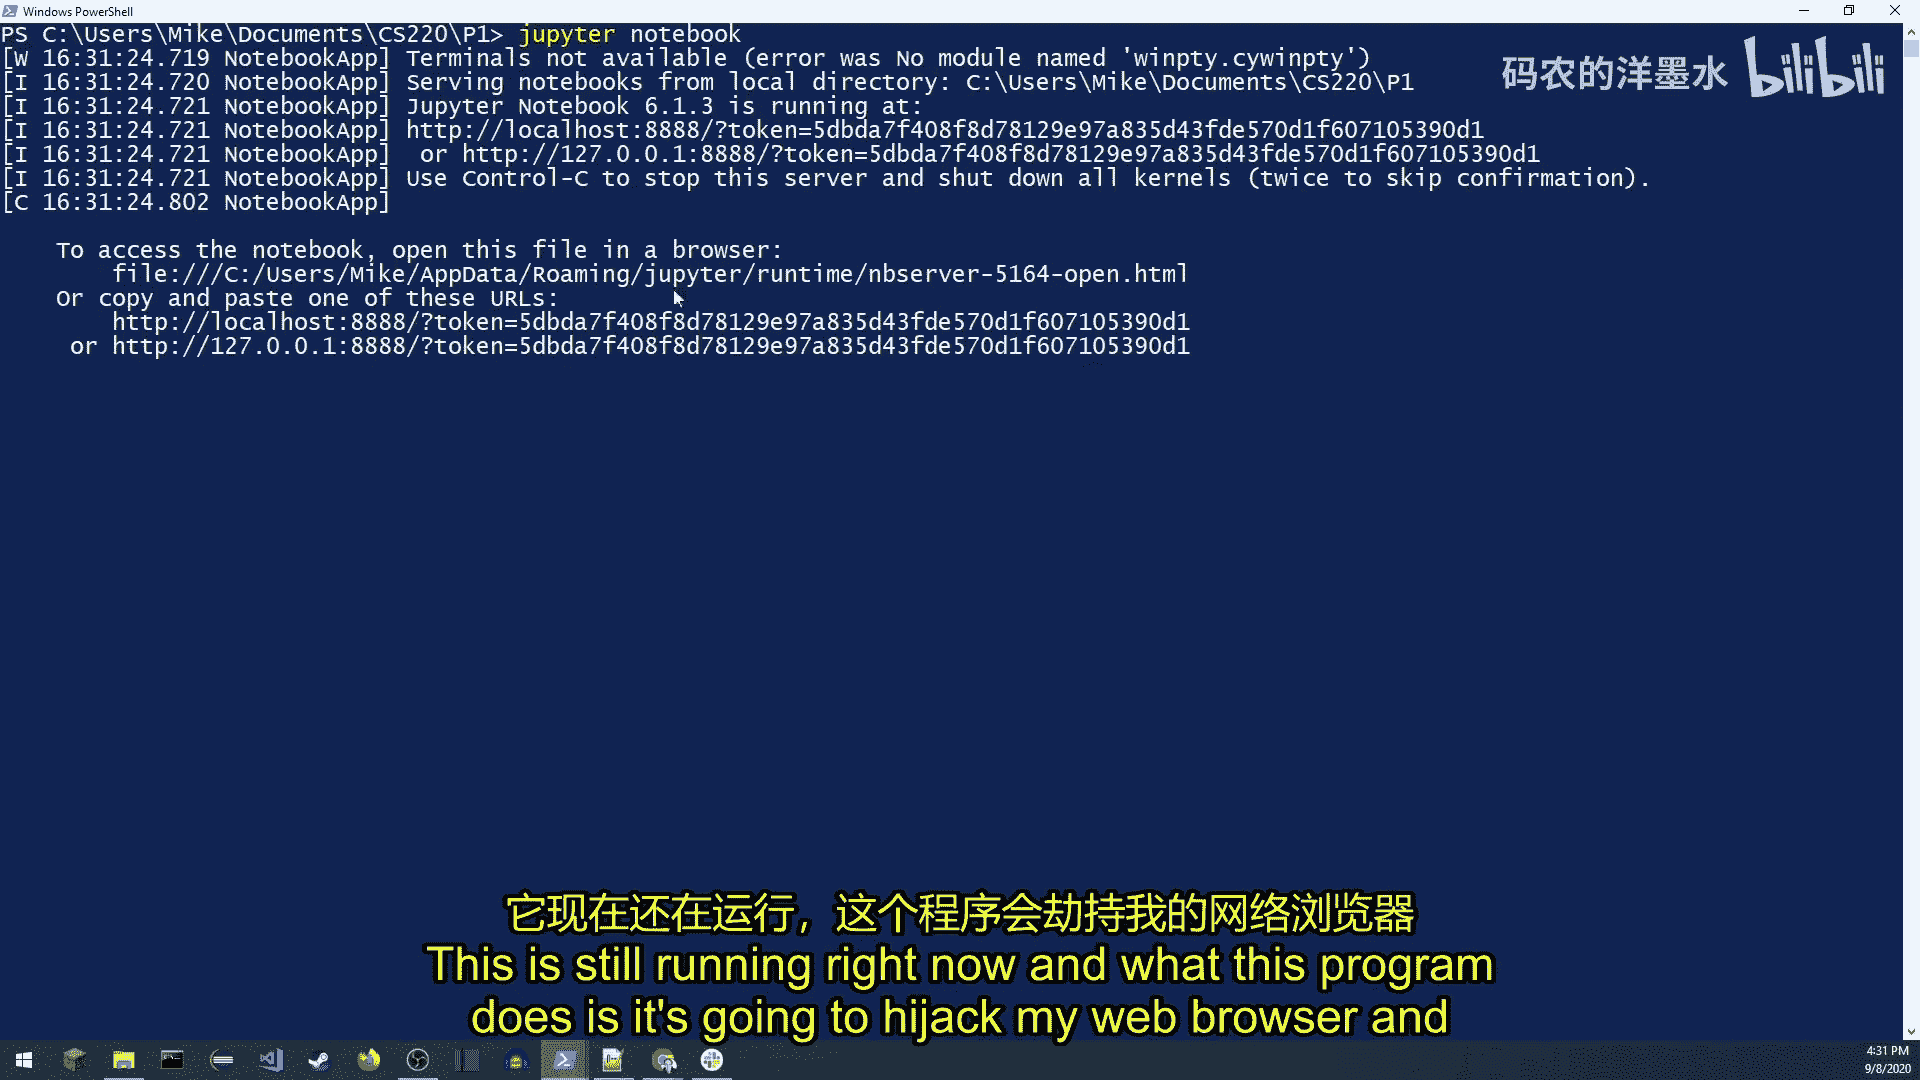 Windows PowerShell
PS C:\Users\Mike\Documents\CS220\P1> jupyter notebook
[W 16:31:24.719 NotebookApp] Terminals not available (error was No module named 'winpty.cywinpty')
[I 16:31:24.720 NotebookApp] Serving notebooks from local directory: C:\Users\Mike\Documents\CS220\P1
[I 16:31:24.721 NotebookApp] Jupyter Notebook 6.1.3 is running at:
[I 16:31:24.721 NotebookApp] http://localhost:8888/?token=5dbda7f408f8d78129e97a835d43fde570d1f607105390d1
[I 16:31:24.721 NotebookApp]  or http://127.0.0.1:8888/?token=5dbda7f408f8d78129e97a835d43fde570d1f607105390d1
[I 16:31:24.721 NotebookApp] Use Control-C to stop this server and shut down all kernels (twice to skip confirmation).
[C 16:31:24.802 NotebookApp]
To access the notebook, open this file in a browser:
file:///C:/Users/Mike/AppData/Roaming/jupyter/runtime/nbserver-5164-open.html
Or copy and paste one of these URLs:
http://localhost:8888/?token=5dbda7f408f8d78129e97a835d43fde570d1f607105390d1
or http://127.0.0.1:8888/?token=5dbda7f408f8d78129e97a835d43fde570d1f607105390d1
码农的洋墨水 bilibili
它现在还在运行，这个程序会劫持我的网络浏览器
This is still running right now and what this program
does is it's going to hijack my web browser and
4:31 PM
9/8/2020